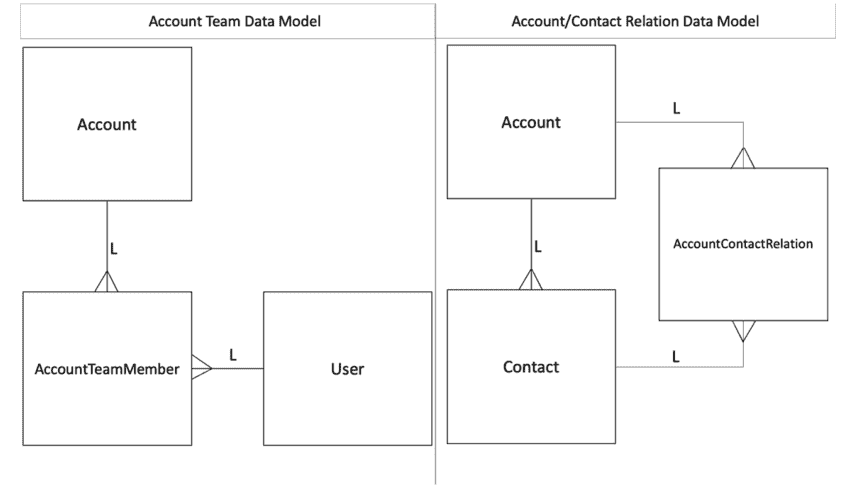 Account Team Data Model
Account
L
AccountTeamMember
L
User
Account/Contact Relation Data Model
Account
L
AccountContactRelation
L
Contact
L